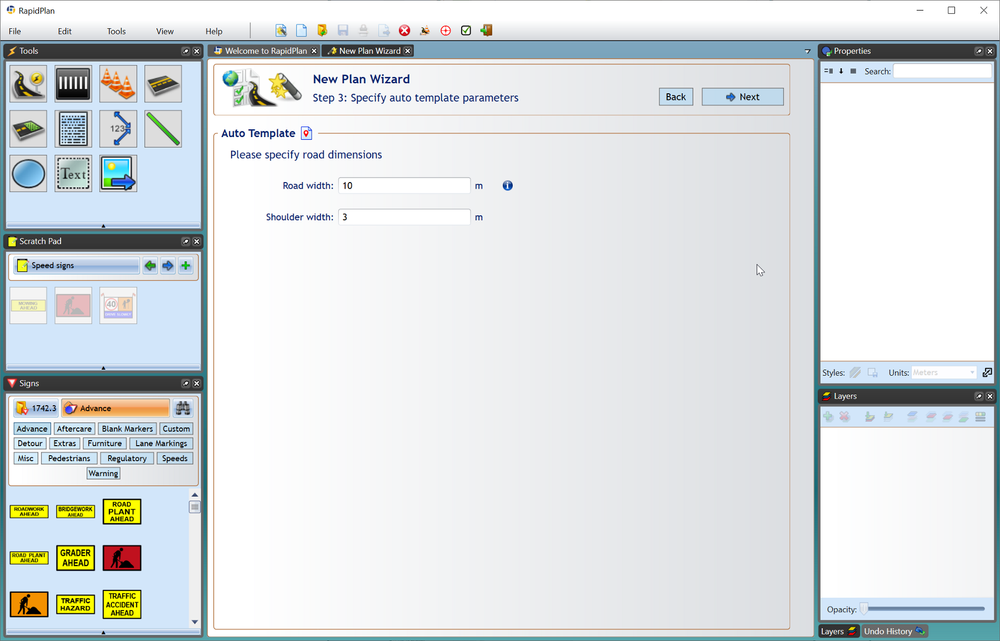 RapidPlan
File Edit Tools View Help
Tools
123
Text
Scratch Pad
Speed signs
MOWING
AHEAD
40
DRIVE SLOWLY
Signs
1742.3 Advance
Advance Aftercare Blank Markers Custom
Detour Extras Furniture Lane Markings
Misc Pedestrians Regulatory Speeds
Warning
ROADWORK
AHEAD
BRIDGEWORK
AHEAD
ROAD
PLANT
AHEAD
ROAD PLANT
AHEAD
GRADER
AHEAD
TRAFFIC
HAZARD
TRAFFIC
ACCIDENT
AHEAD
Welcome to RapidPlan New Plan Wizard
New Plan Wizard
Step 3: Specify auto template parameters
Back Next
Auto Template
Please specify road dimensions
Road width: 10 m
Shoulder width: 3 m
Properties
Search:
Styles: Units: Meters
Layers
Opacity:
Layers Undo History